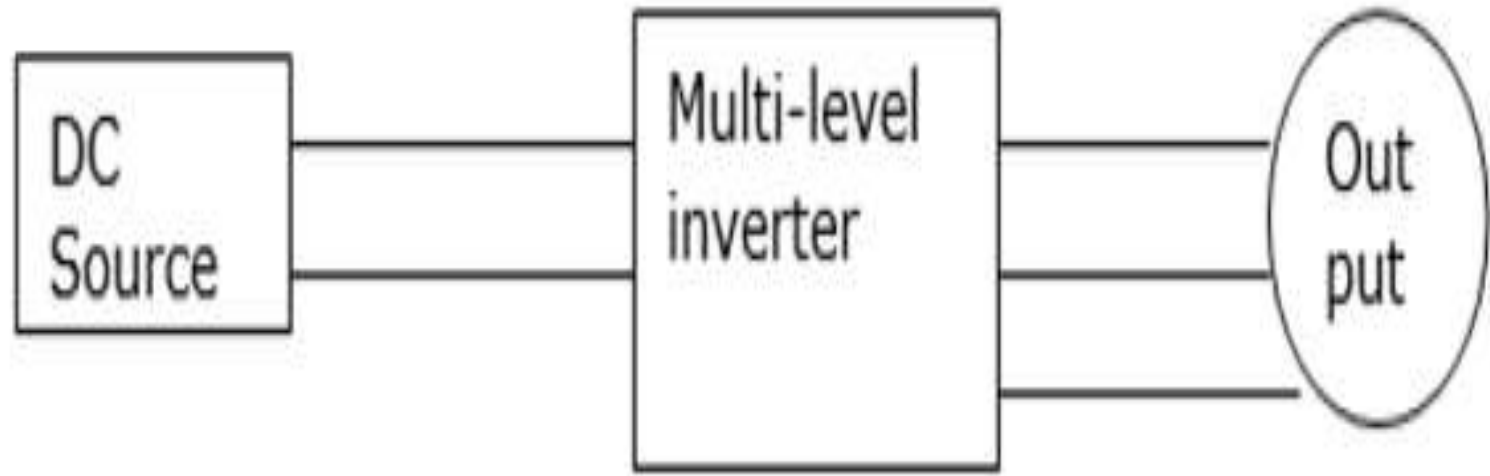 DC
Source
Multi-level
inverter
Out
put